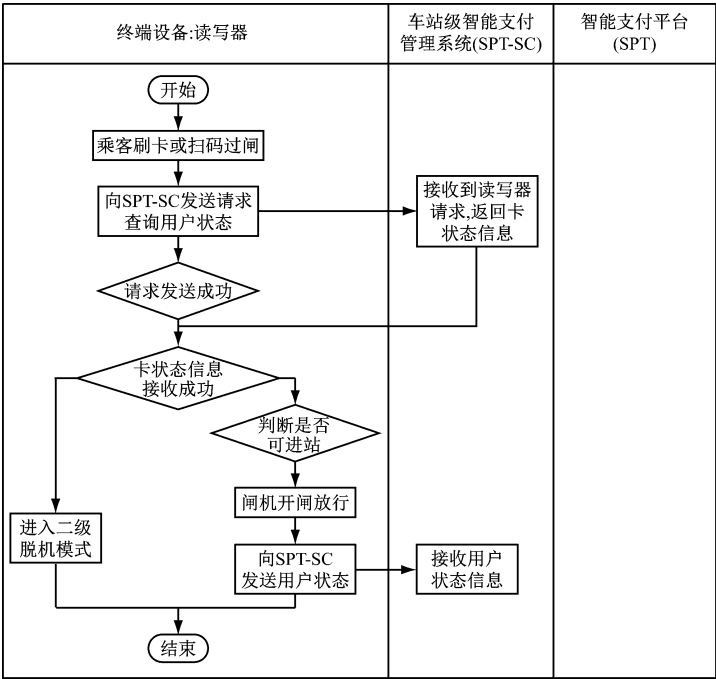 终端设备:读写器
车站级智能支付
管理系统(SPT-SC)
智能支付平台
(SPT)
开始
乘客刷卡或扫码过闸
向SPT-SC发送请求
查询用户状态
接收到读写器
请求,返回卡
状态信息
请求发送成功
卡状态信息
接收成功
判断是否
可进站
闸机开闸放行
进入二级
脱机模式
向SPT-SC
发送用户状态
接收用户
状态信息
结束